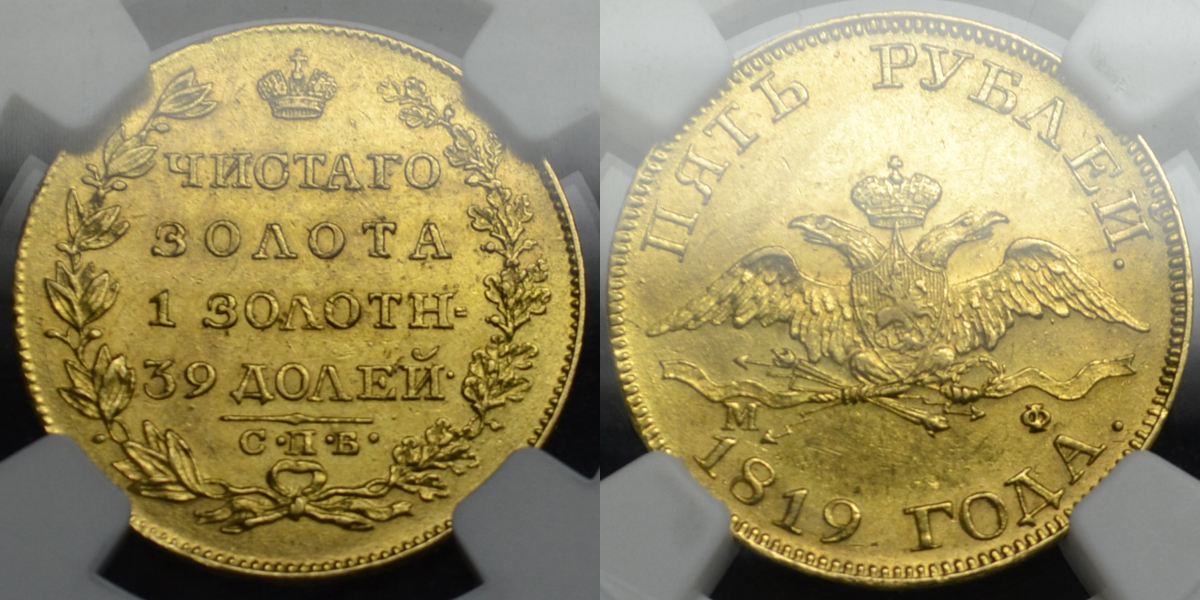 ЧИСТАГО
ЗОЛОТА
1 ЗОЛОТН-
39 ДОЛЕЙ·
С·П·Б·
ПЯТЬ РУБЛЕЙ.
М Ф
1819 ГОДА.